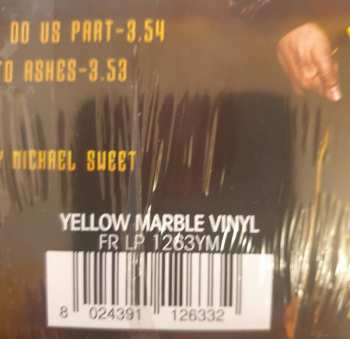 DO US PART-3.54
TO ASHES-3.53
Y MICHAEL SWEET
YELLOW MARBLE VINYL
FR LP 1263YM
8 024391 126332